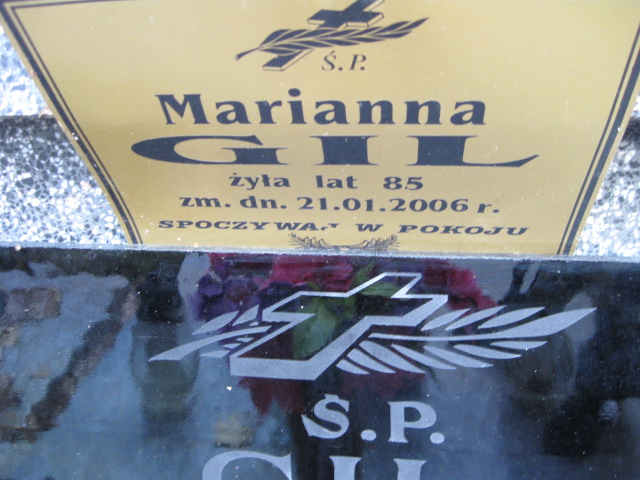 Ś.P.
Marianna
GIL
żyła lat 85
zm. dn. 21.01.2006 r.
SPOCZYWAJ W POKOJU
Ś.P.